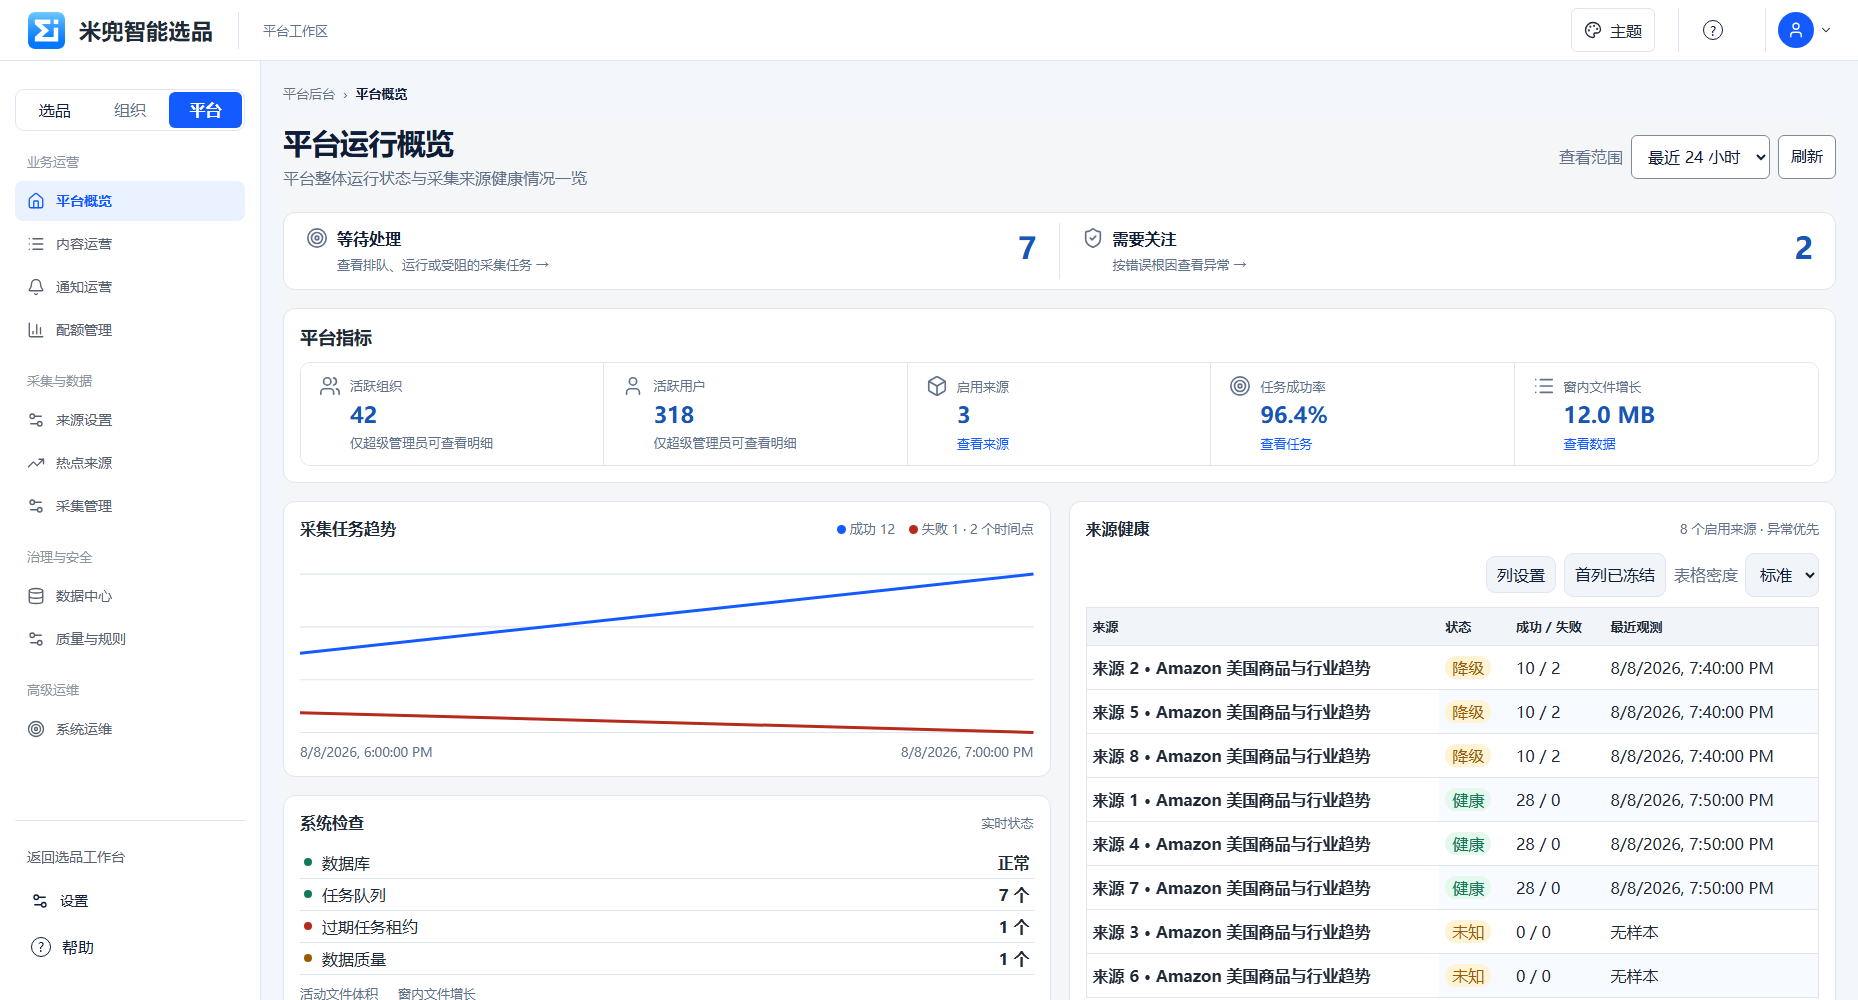 米兜智能选品
平台工作区
主题
选品 组织 平台
业务运营
平台概览
内容运营
通知运营
配额管理
采集与数据
来源设置
热点来源
采集管理
治理与安全
数据中心
质量与规则
高级运维
系统运维
返回选品工作台
设置
帮助
平台后台 › 平台概览
平台运行概览
平台整体运行状态与采集来源健康情况一览
查看范围 最近 24 小时 刷新
等待处理
查看排队、运行或受阻的采集任务 →
7
需要关注
按错误根因查看异常 →
2
平台指标
活跃组织
42
仅超级管理员可查看明细
活跃用户
318
仅超级管理员可查看明细
启用来源
3
查看来源
任务成功率
96.4%
查看任务
窗内文件增长
12.0 MB
查看数据
采集任务趋势
成功 12 失败 1 · 2 个时间点
8/8/2026, 6:00:00 PM 8/8/2026, 7:00:00 PM
系统检查 实时状态
数据库 正常
任务队列 7 个
过期任务租约 1 个
数据质量 1 个
活动文件体积 窗内文件增长
来源健康 8 个启用来源 · 异常优先
列设置 首列已冻结 表格密度 标准
来源 状态 成功 / 失败 最近观测
来源 2 • Amazon 美国商品与行业趋势 降级 10 / 2 8/8/2026, 7:40:00 PM
来源 5 • Amazon 美国商品与行业趋势 降级 10 / 2 8/8/2026, 7:40:00 PM
来源 8 • Amazon 美国商品与行业趋势 降级 10 / 2 8/8/2026, 7:40:00 PM
来源 1 • Amazon 美国商品与行业趋势 健康 28 / 0 8/8/2026, 7:50:00 PM
来源 4 • Amazon 美国商品与行业趋势 健康 28 / 0 8/8/2026, 7:50:00 PM
来源 7 • Amazon 美国商品与行业趋势 健康 28 / 0 8/8/2026, 7:50:00 PM
来源 3 • Amazon 美国商品与行业趋势 未知 0 / 0 无样本
来源 6 • Amazon 美国商品与行业趋势 未知 0 / 0 无样本